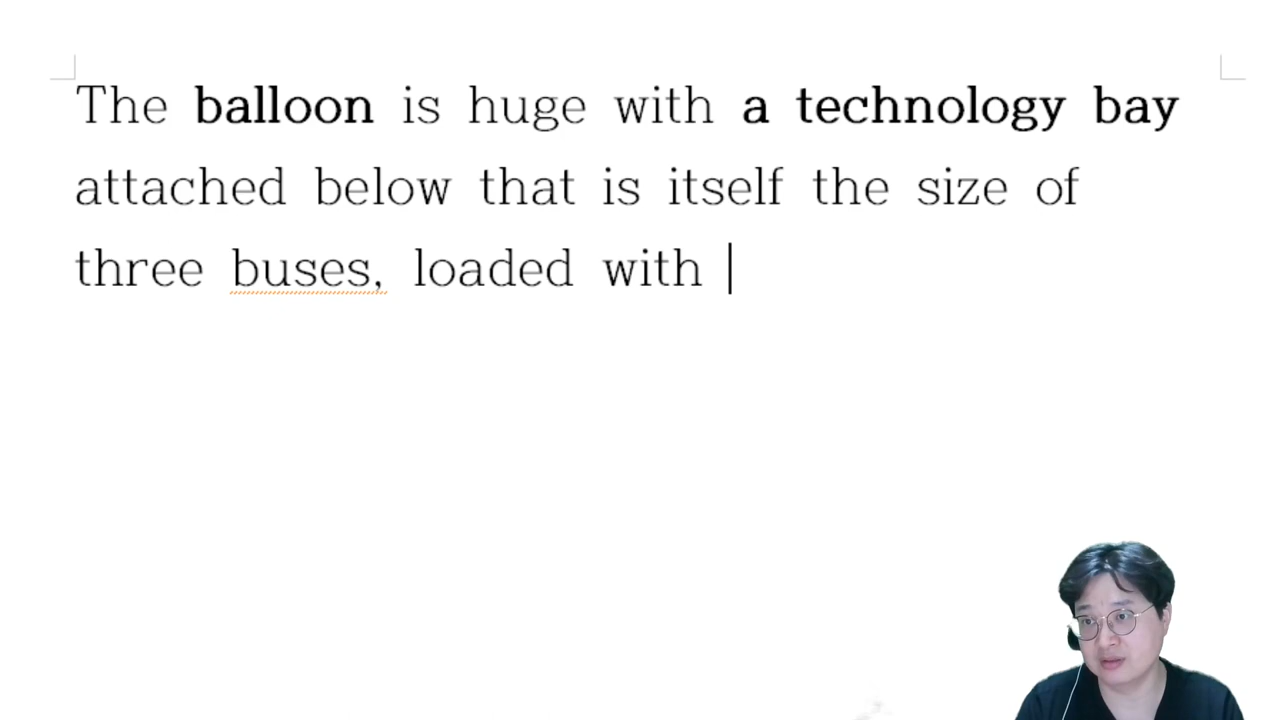 The balloon is huge with a technology bay
attached below that is itself the size of
three buses, loaded with